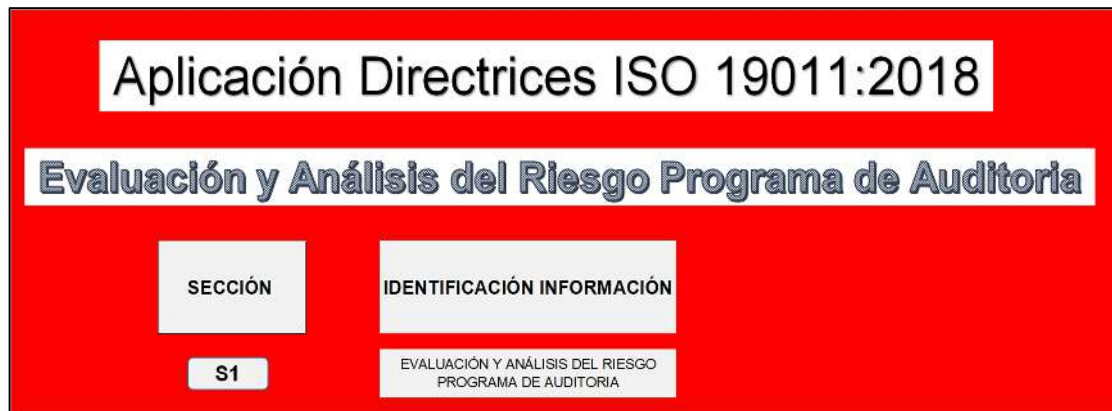 Aplicación Directrices ISO 19011:2018
Evaluación y Análisis del Riesgo Programa de Auditoria
SECCIÓN
IDENTIFICACIÓN INFORMACIÓN
S1
EVALUACIÓN Y ANÁLISIS DEL RIESGO
PROGRAMA DE AUDITORIA